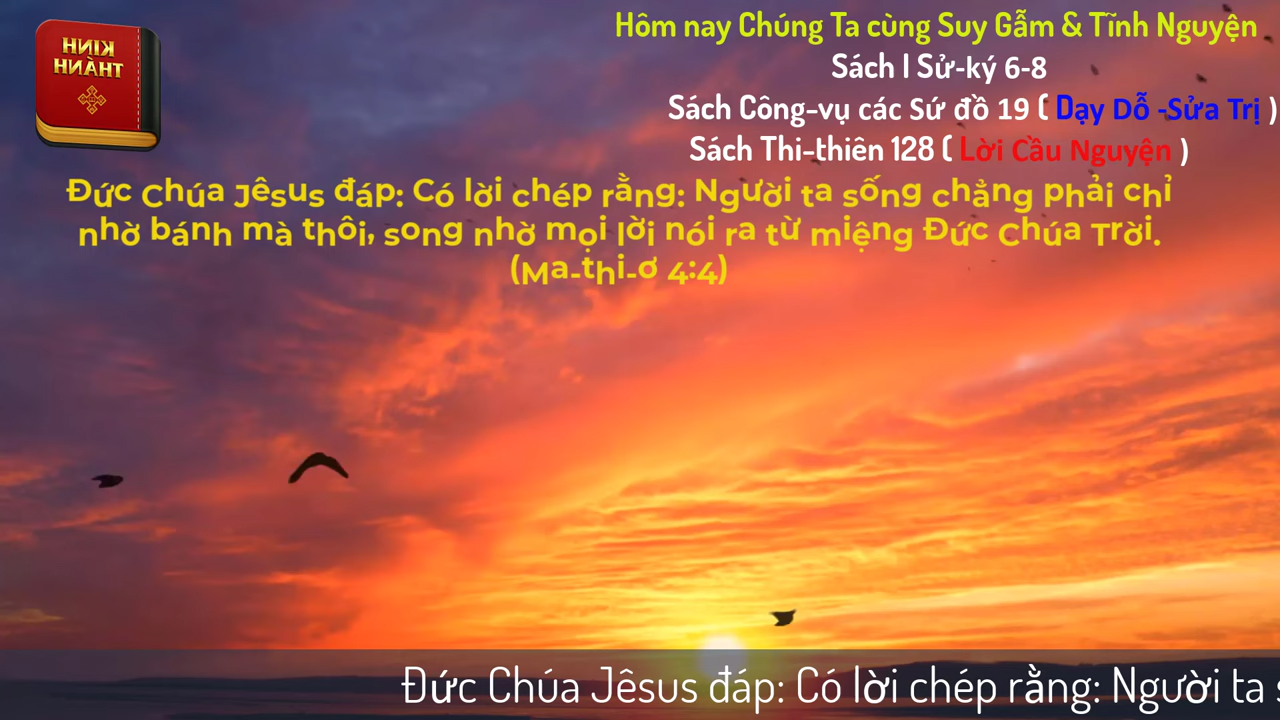 KINH
THÀNH
Hôm nay Chúng Ta cùng Suy Gẫm & Tĩnh Nguyện
Sách I Sử-ký 6-8
Sách Công-vụ các Sứ đồ 19 ( Dạy Dỗ -Sửa Trị )
Sách Thi-thiên 128 ( Lời Cầu Nguyện )
Đức Chúa Jêsus đáp: Có lời chép rằng: Người ta sống chẳng phải chỉ
nhờ bánh mà thôi, song nhờ mọi lời nói ra từ miệng Đức Chúa Trời.
(Ma-thi-ơ 4:4)
Đức Chúa Jêsus đáp: Có lời chép rằng: Người ta